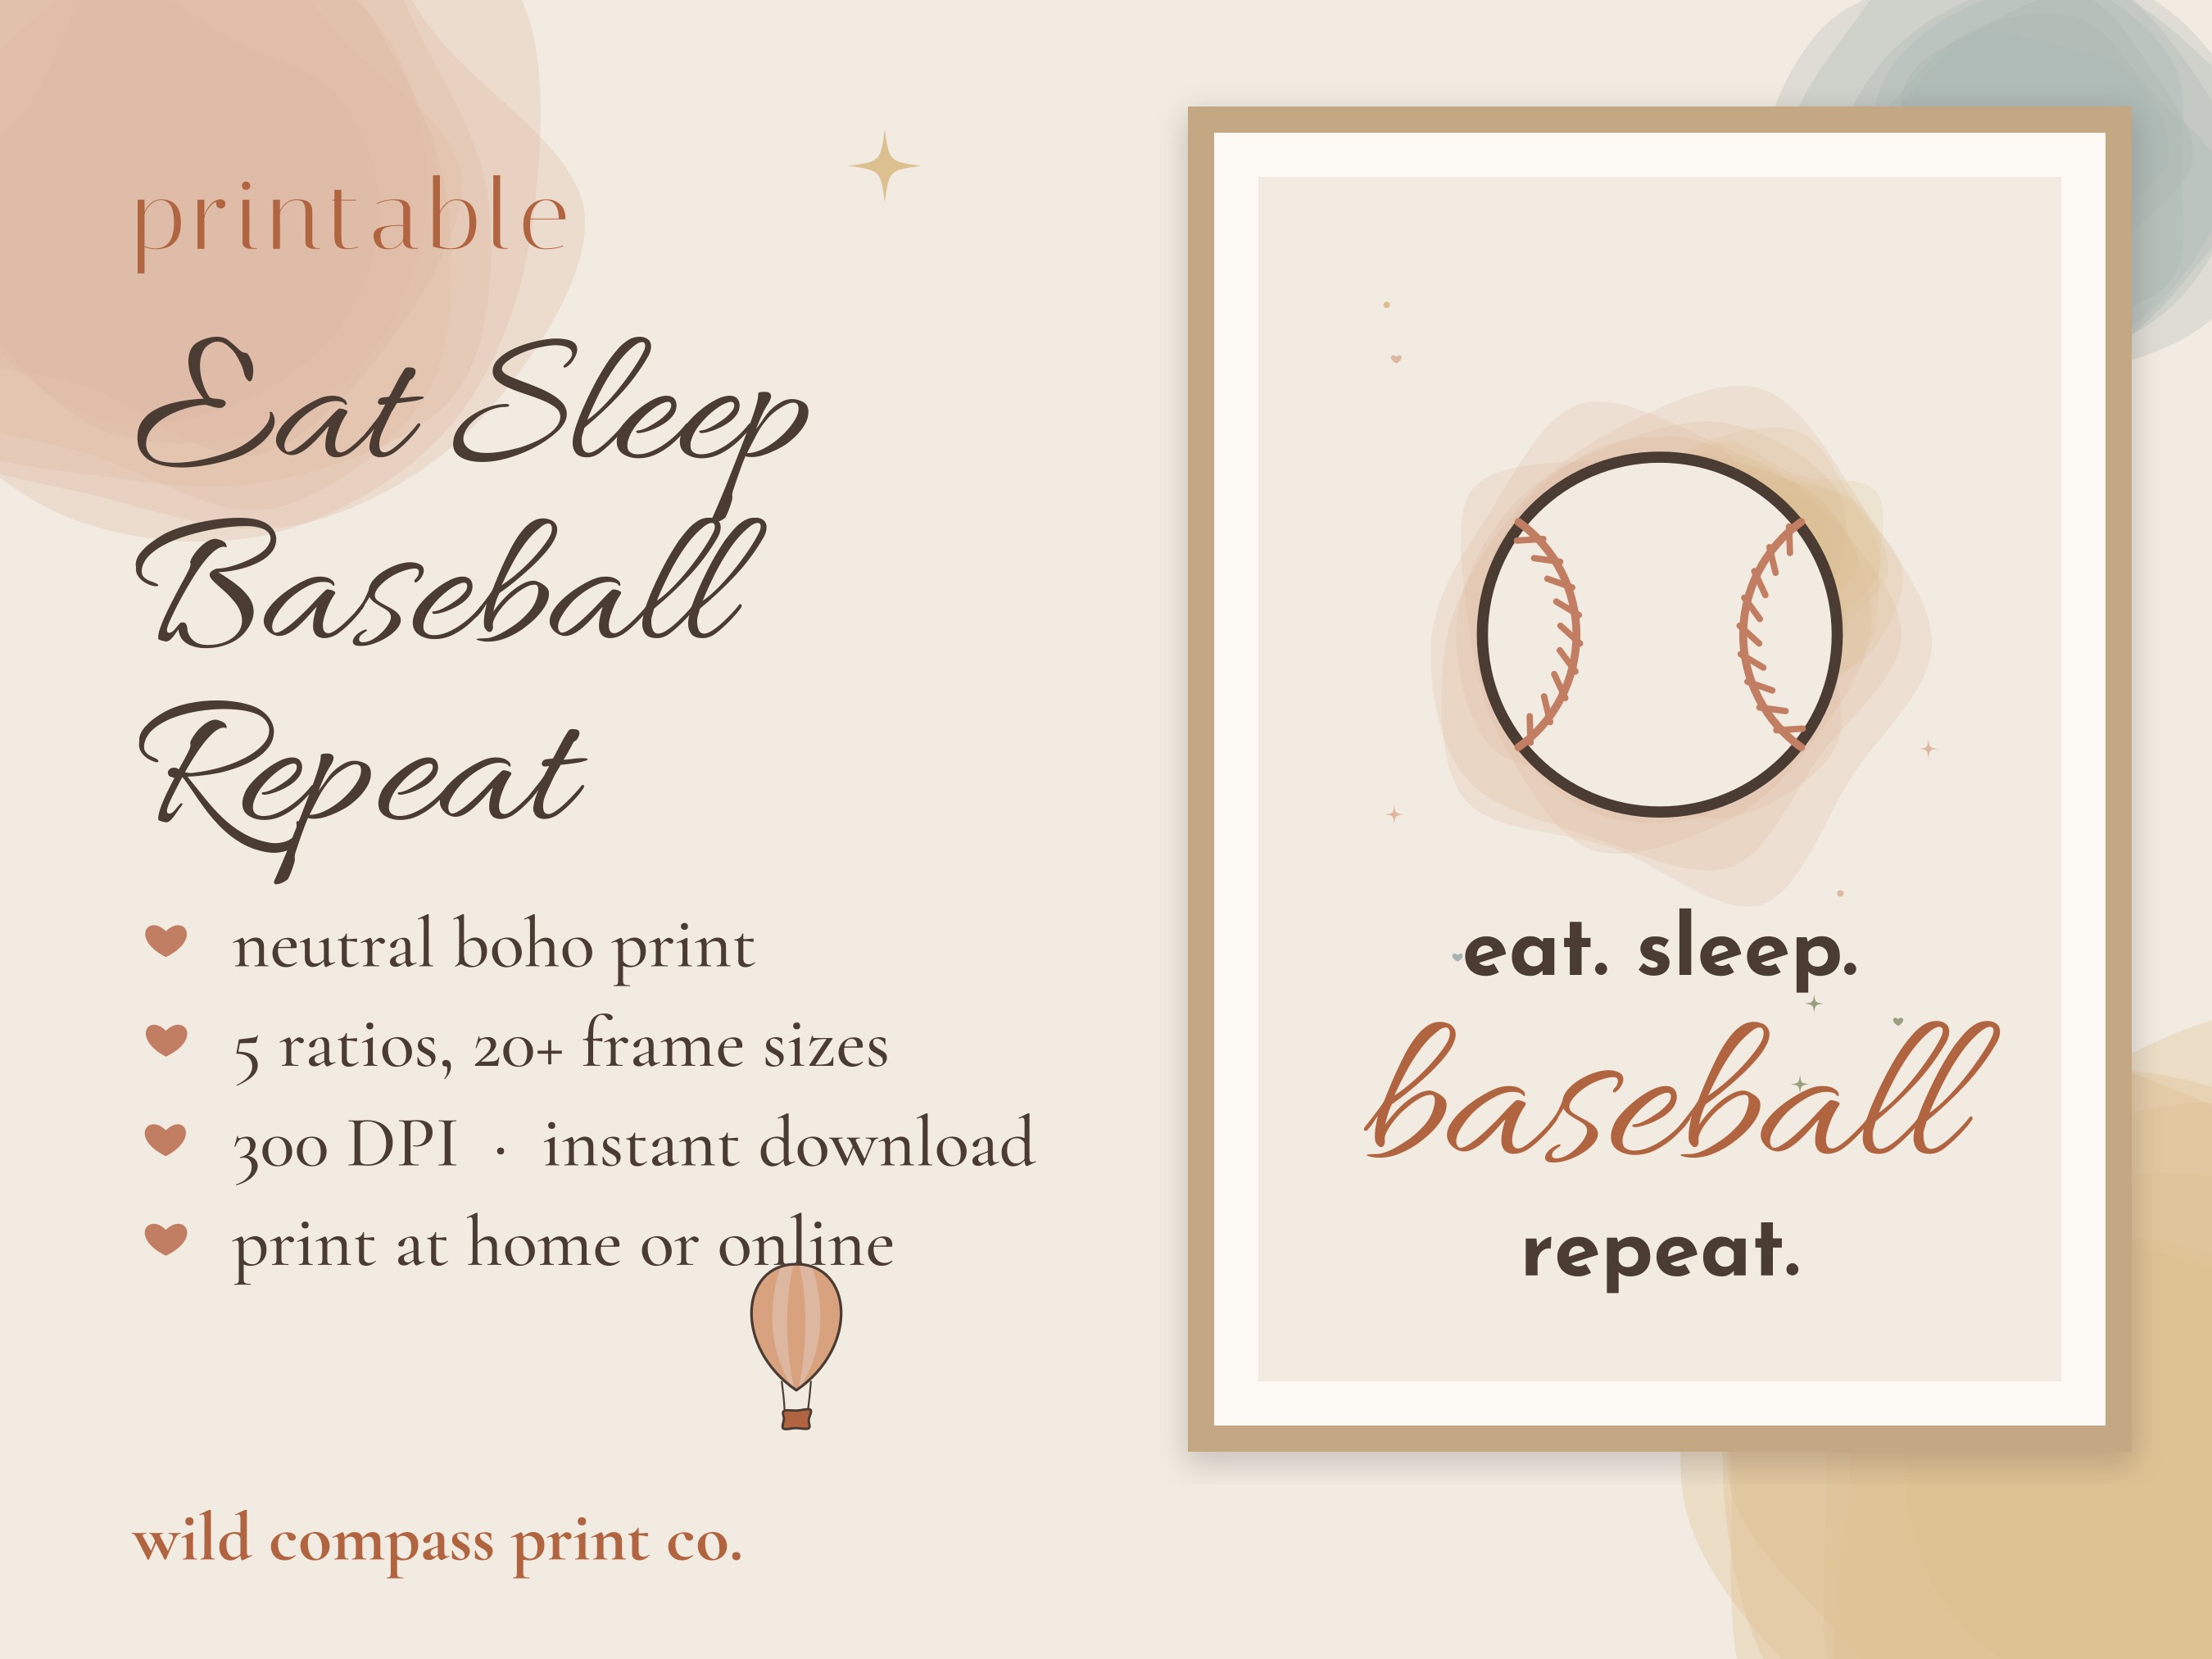 printable
Eat Sleep
Baseball
Repeat
neutral boho print
5 ratios, 20+ frame sizes
300 DPI · instant download
print at home or online
wild compass print co.
eat. sleep.
baseball
repeat.